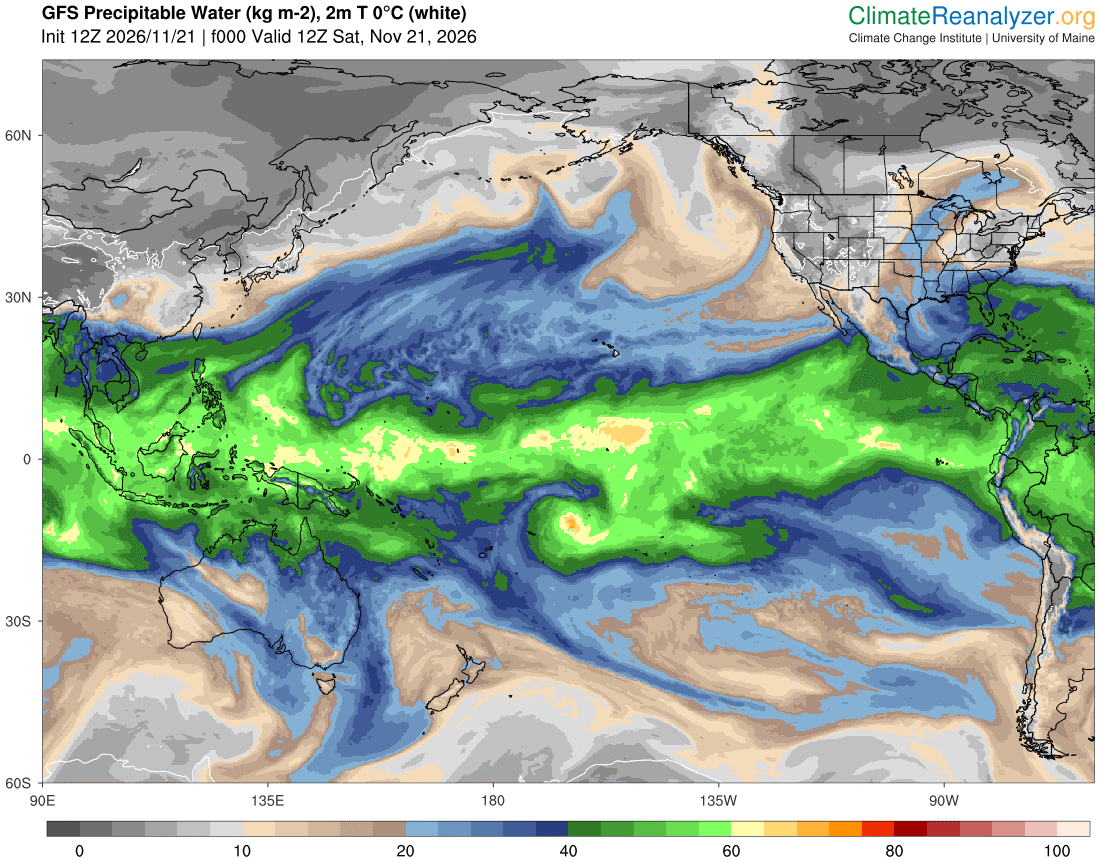 GFS Precipitable Water (kg m-2), 2m T 0°C (white)
Init 12Z 2026/11/21 | f000 Valid 12Z Sat, Nov 21, 2026
ClimateReanalyzer.org
Climate Change Institute | University of Maine
60N
30N
0
30S
60S
90E 135E 180 135W 90W
0 10 20 40 60 80 100